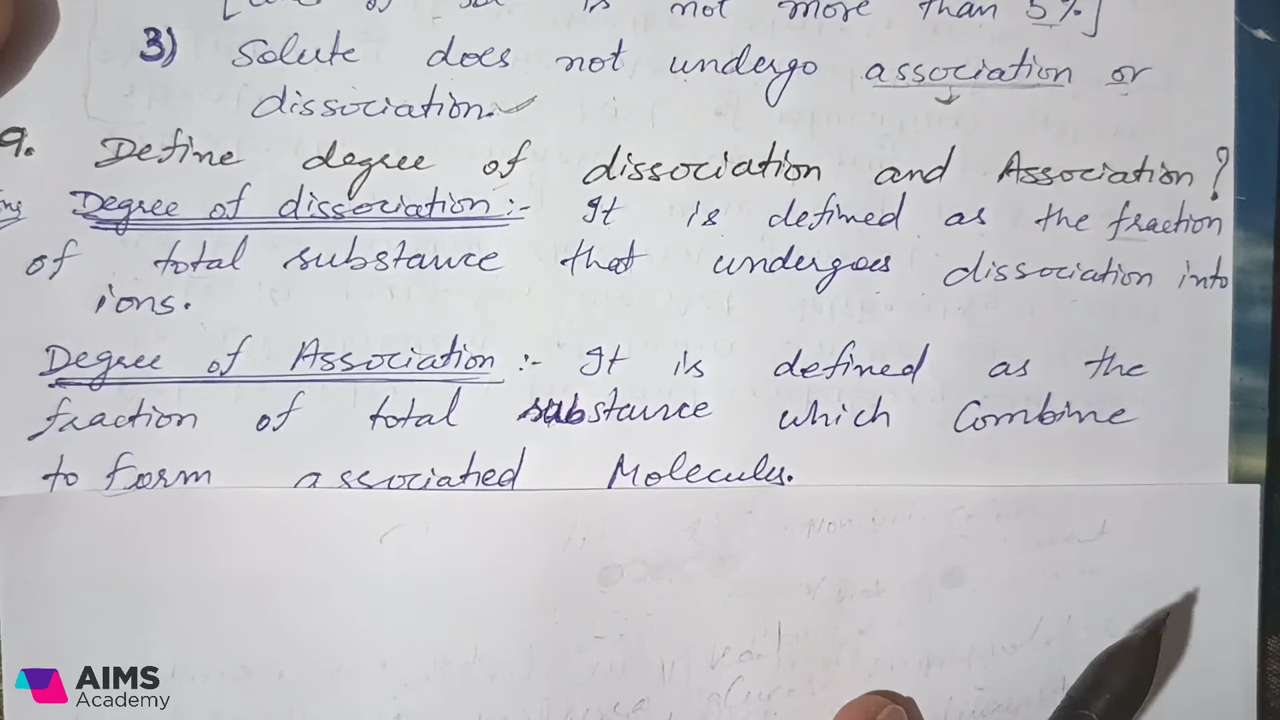 is not more than 5%]
3) Solute does not undergo association or
dissociation.
9. Define degree of dissociation and Association?
Degree of dissociation :- It is defined as the fraction
of total substance that undergoes dissociation into
ions.
Degree of Association :- It is defined as the
fraction of total substance which Combine
to form associatied Molecules.
AIMS
Academy